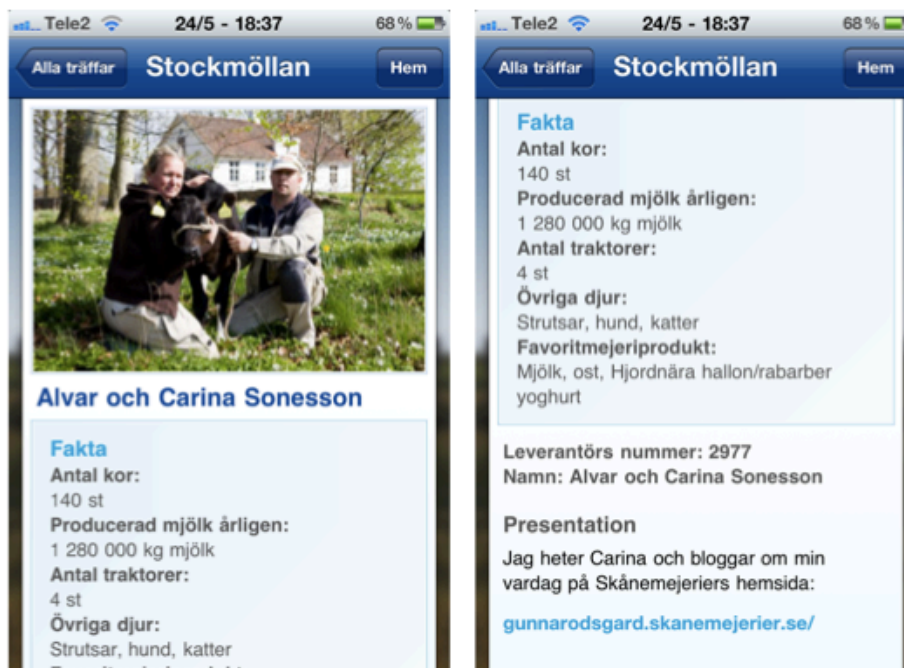 Tele2 24/5 - 18:37 68 %
Alla träffar Stockmöllan Hem
Alvar och Carina Sonesson
Fakta
Antal kor:
140 st
Producerad mjölk årligen:
1 280 000 kg mjölk
Antal traktorer:
4 st
Övriga djur:
Strutsar, hund, katter
Tele2 24/5 - 18:37 68 %
Alla träffar Stockmöllan Hem
Fakta
Antal kor:
140 st
Producerad mjölk årligen:
1 280 000 kg mjölk
Antal traktorer:
4 st
Övriga djur:
Strutsar, hund, katter
Favoritmejeriprodukt:
Mjölk, ost, Hjordnära hallon/rabarber
yoghurt
Leverantörs nummer: 2977
Namn: Alvar och Carina Sonesson
Presentation
Jag heter Carina och bloggar om min
vardag på Skånemejeriers hemsida:
gunnarodsgard.skanemejerier.se/